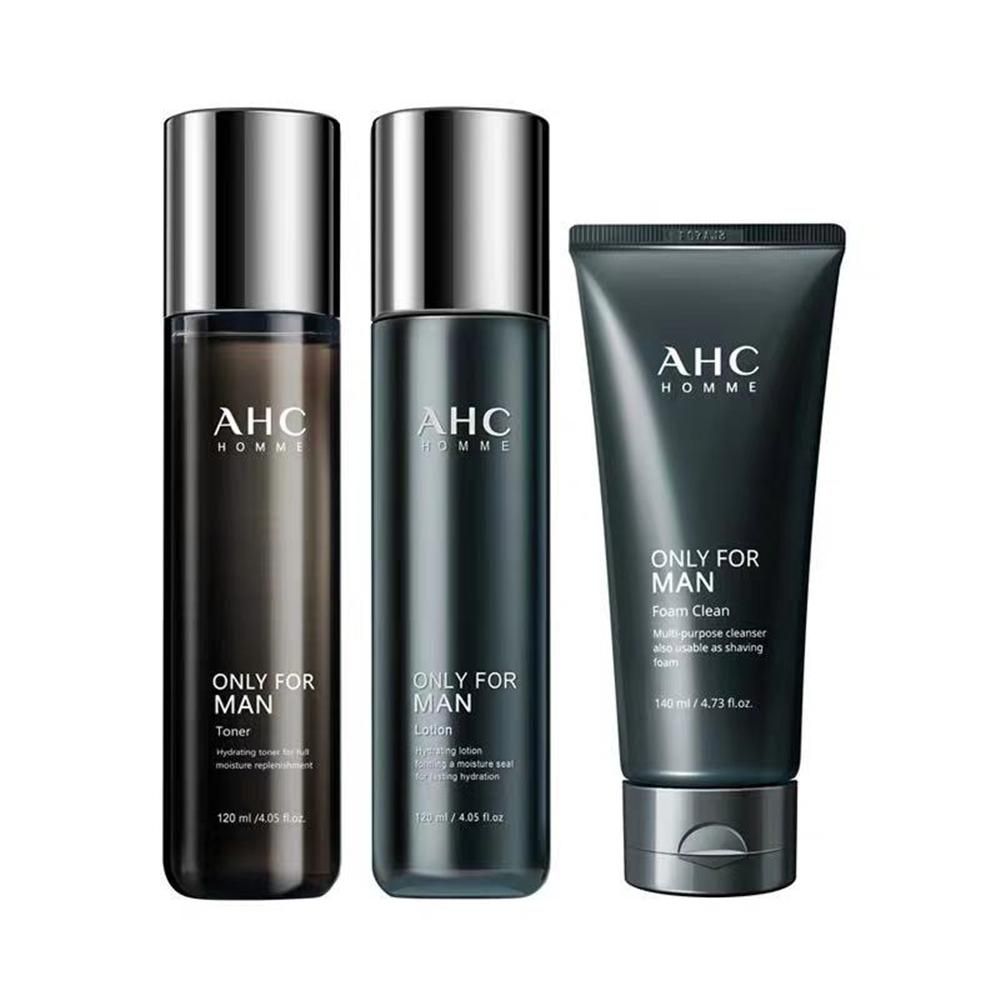 AHC
HOMME
ONLY FOR
MAN
Toner
Hydrating toner for full
moisture replenishment
120 ml /4.05 fl.oz.
AHC
HOMME
ONLY FOR
MAN
Lotion
Hydrating lotion
forming a moisture seal
for lasting hydration
120 ml / 4.05 fl.oz
AHC
HOMME
ONLY FOR
MAN
Foam Clean
Multi-purpose cleanser
also usable as shaving
foam
140 ml / 4.73 fl.oz.